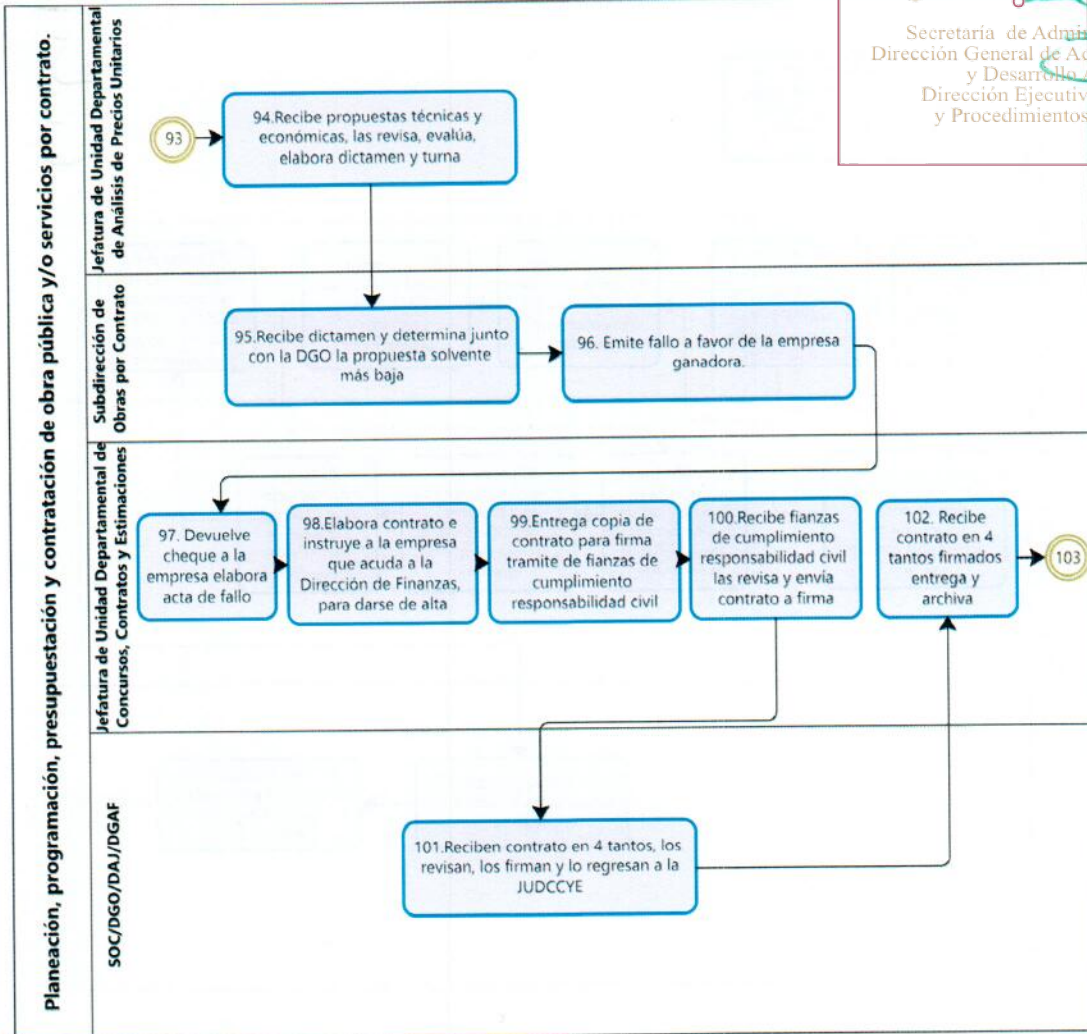 Planeación, programación, presupuestación y contratación de obra pública y/o servicios por contrato.
Secretaría de Admi
Dirección General de Ad
y Desarrollo
Dirección Ejecutiv
y Procedimientos
Jefatura de Unidad Departamental
de Análisis de Precios Unitarios
93
94.Recibe propuestas técnicas y
económicas, las revisa, evalúa,
elabora dictamen y turna
Subdirección de
Obras por Contrato
95.Recibe dictamen y determina junto
con la DGO la propuesta solvente
más baja
96. Emite fallo a favor de la empresa
ganadora.
Jefatura de Unidad Departamental de
Concursos, Contratos y Estimaciones
97. Devuelve
cheque a la
empresa elabora
acta de fallo
98.Elabora contrato e
instruye a la empresa
que acuda a la
Dirección de Finanzas,
para darse de alta
99.Entrega copia de
contrato para firma
tramite de fianzas de
cumplimiento
responsabilidad civil
100.Recibe fianzas
de cumplimiento
responsabilidad civil
las revisa y envía
contrato a firma
102. Recibe
contrato en 4
tantos firmados
entrega y
archiva
103
SOC/DGO/DAJ/DGAF
101.Reciben contrato en 4 tantos, los
revisan, los firman y lo regresan a la
JUDCCYE